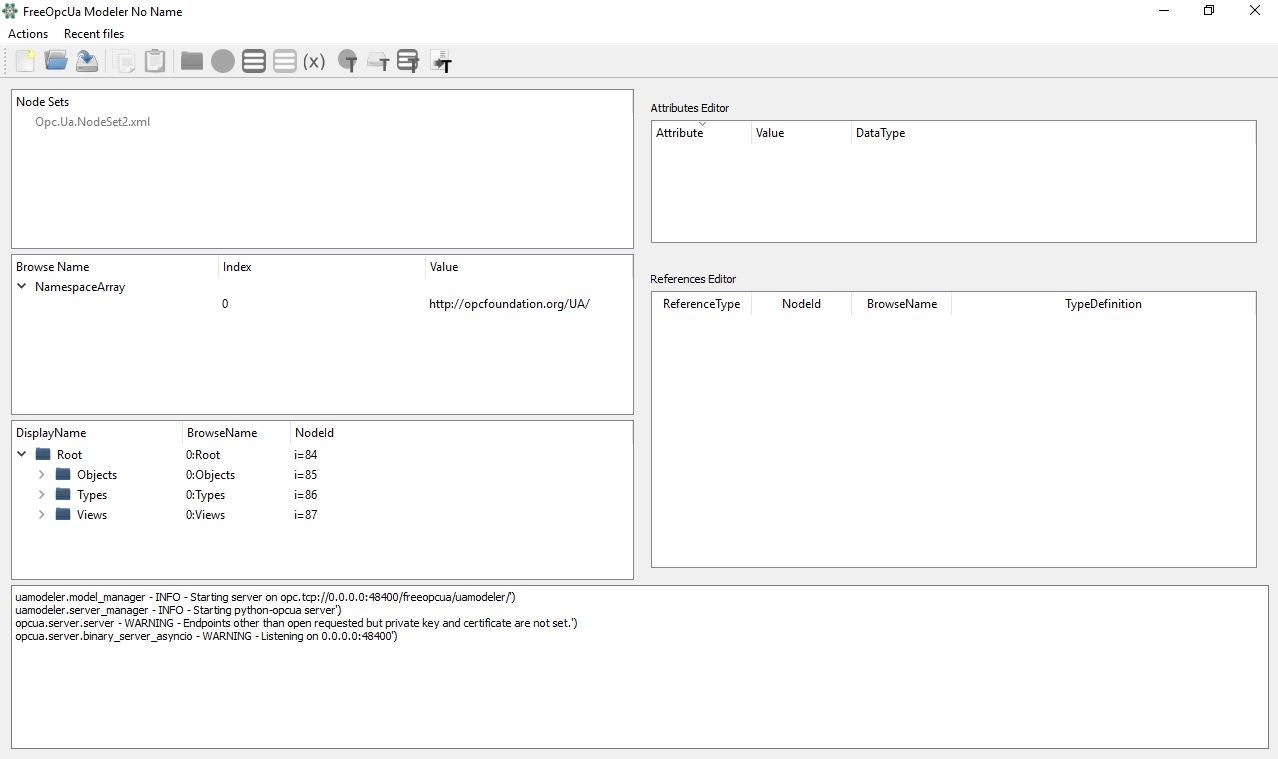 FreeOpcUa Modeler No Name
Actions Recent files
(x) T T T T
Node Sets
Opc.Ua.NodeSet2.xml
Browse Name Index Value
NamespaceArray
0 http://opcfoundation.org/UA/
DisplayName BrowseName NodeId
Root 0:Root i=84
Objects 0:Objects i=85
Types 0:Types i=86
Views 0:Views i=87
Attributes Editor
Attribute Value DataType
References Editor
ReferenceType NodeId BrowseName TypeDefinition
uamodeler.model_manager - INFO - Starting server on opc.tcp://0.0.0.0:48400/freeopcua/uamodeler/')
uamodeler.server_manager - INFO - Starting python-opcua server')
opcua.server.server - WARNING - Endpoints other than open requested but private key and certificate are not set.')
opcua.server.binary_server_asyncio - WARNING - Listening on 0.0.0.0:48400')